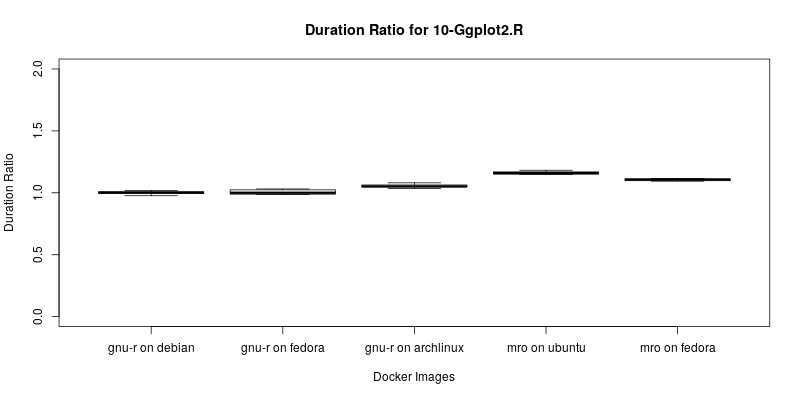 Duration Ratio for 10-Ggplot2.R
Duration Ratio
2.0
1.5
1.0
0.5
0.0
gnu-r on debian
gnu-r on fedora
gnu-r on archlinux
mro on ubuntu
mro on fedora
Docker Images